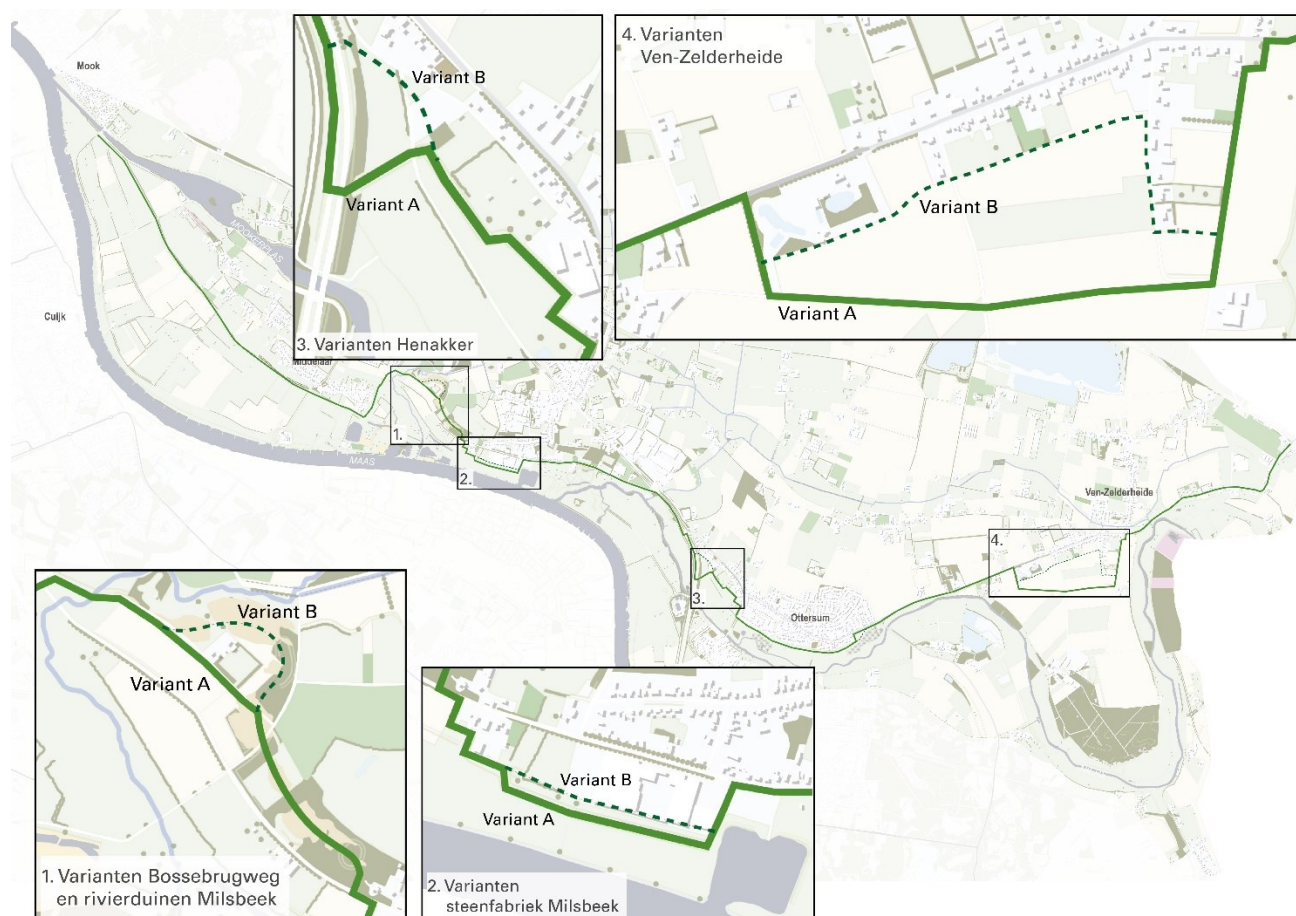 Mook
Cuijk
MOOKERPLAS
Middelaar
MAAS
Ottersum
Ven-Zelderheide
1.
2.
3.
4.
Variant B
Variant A
3. Varianten Henakker
4. Varianten
Ven-Zelderheide
Variant B
Variant A
Variant B
Variant A
1. Varianten Bossebrugweg
en rivierduinen Milsbeek
Variant B
Variant A
2. Varianten
steenfabriek Milsbeek